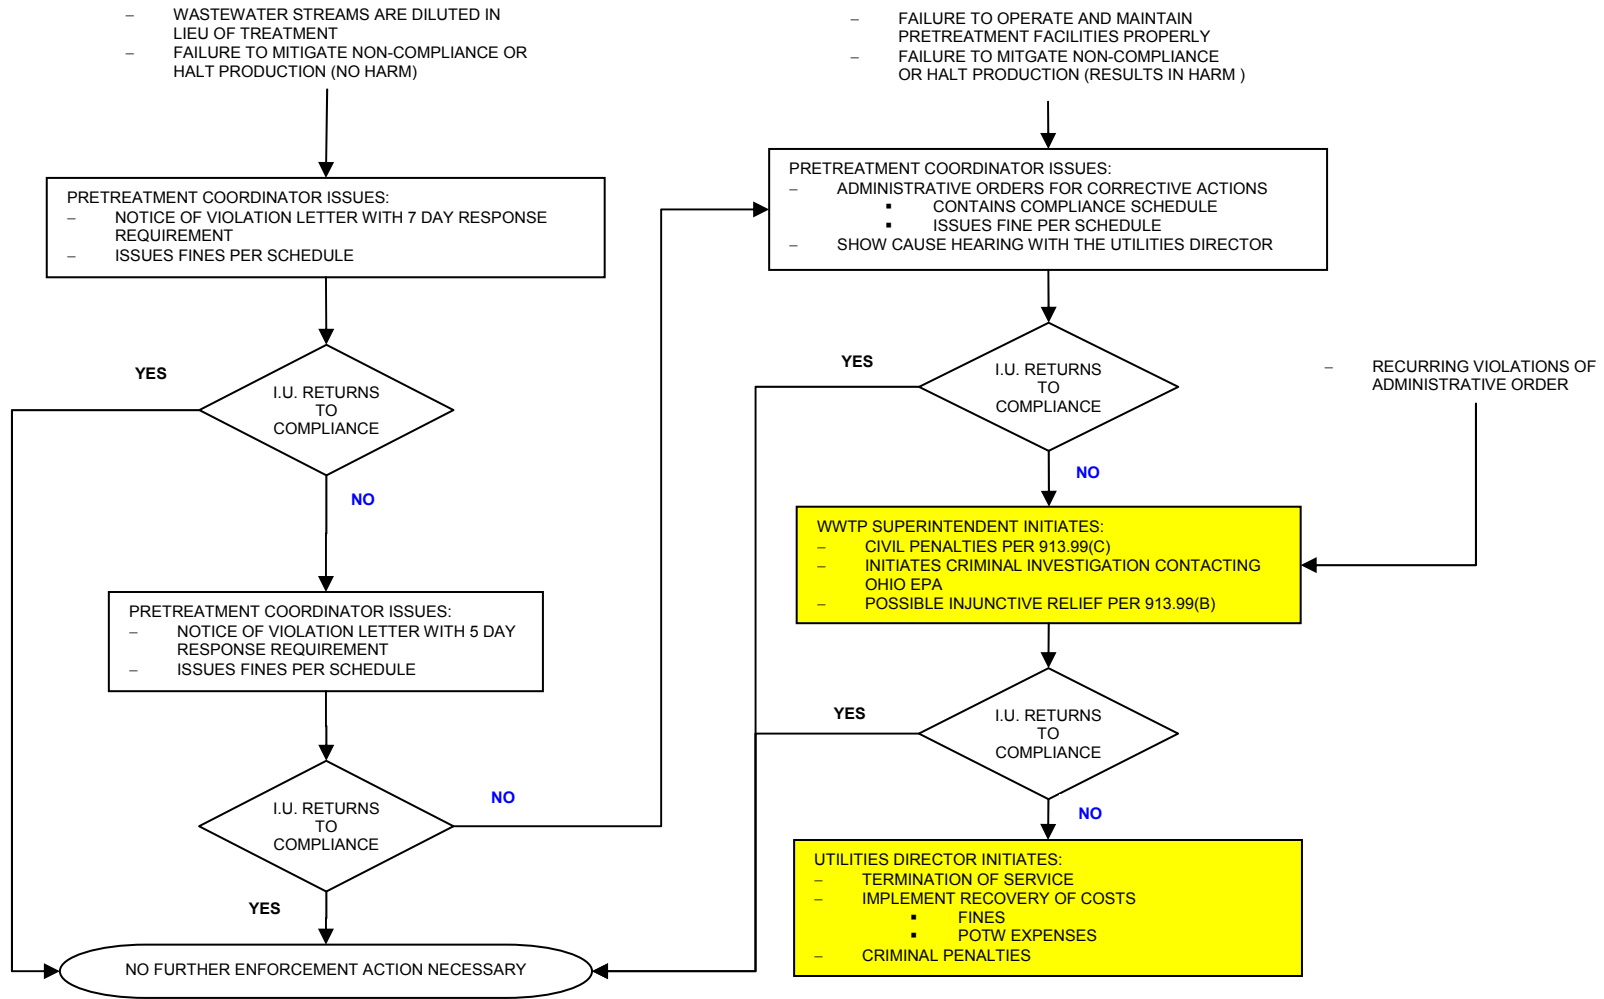 – WASTEWATER STREAMS ARE DILUTED IN
LIEU OF TREATMENT
– FAILURE TO MITIGATE NON-COMPLIANCE OR
HALT PRODUCTION (NO HARM)
PRETREATMENT COORDINATOR ISSUES:
– NOTICE OF VIOLATION LETTER WITH 7 DAY RESPONSE
REQUIREMENT
– ISSUES FINES PER SCHEDULE
YES
I.U. RETURNS
TO
COMPLIANCE
NO
PRETREATMENT COORDINATOR ISSUES:
– NOTICE OF VIOLATION LETTER WITH 5 DAY
RESPONSE REQUIREMENT
– ISSUES FINES PER SCHEDULE
I.U. RETURNS
TO
COMPLIANCE
NO
YES
NO FURTHER ENFORCEMENT ACTION NECESSARY
– FAILURE TO OPERATE AND MAINTAIN
PRETREATMENT FACILITIES PROPERLY
– FAILURE TO MITGATE NON-COMPLIANCE
OR HALT PRODUCTION (RESULTS IN HARM )
PRETREATMENT COORDINATOR ISSUES:
– ADMINISTRATIVE ORDERS FOR CORRECTIVE ACTIONS
▪ CONTAINS COMPLIANCE SCHEDULE
▪ ISSUES FINE PER SCHEDULE
– SHOW CAUSE HEARING WITH THE UTILITIES DIRECTOR
YES
I.U. RETURNS
TO
COMPLIANCE
NO
– RECURRING VIOLATIONS OF
ADMINISTRATIVE ORDER
WWTP SUPERINTENDENT INITIATES:
– CIVIL PENALTIES PER 913.99(C)
– INITIATES CRIMINAL INVESTIGATION CONTACTING
OHIO EPA
– POSSIBLE INJUNCTIVE RELIEF PER 913.99(B)
YES
I.U. RETURNS
TO
COMPLIANCE
NO
UTILITIES DIRECTOR INITIATES:
– TERMINATION OF SERVICE
– IMPLEMENT RECOVERY OF COSTS
▪ FINES
▪ POTW EXPENSES
– CRIMINAL PENALTIES